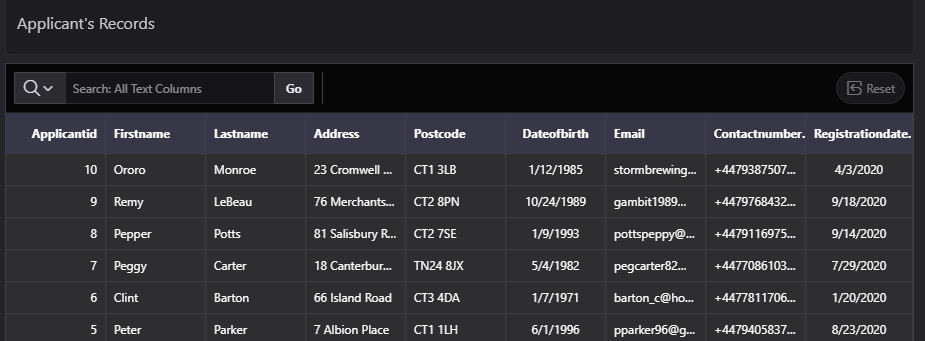 Applicant's Records
Search: All Text Columns Go Reset
Applicantid Firstname Lastname Address Postcode Dateofbirth Email Contactnumber. Registrationdate.
10 Ororo Monroe 23 Cromwell ... CT1 3LB 1/12/1985 stormbrewing... +4479387507... 4/3/2020
9 Remy LeBeau 76 Merchants... CT2 8PN 10/24/1989 gambit1989... +4479768432... 9/18/2020
8 Pepper Potts 81 Salisbury R... CT2 7SE 1/9/1993 pottspeppy@... +4479116975... 9/14/2020
7 Peggy Carter 18 Canterbur... TN24 8JX 5/4/1982 pegcarter82... +4477086103... 7/29/2020
6 Clint Barton 66 Island Road CT3 4DA 1/7/1971 barton_c@ho... +4477811706... 1/20/2020
5 Peter Parker 7 Albion Place CT1 1LH 6/1/1996 pparker96@g... +4479405837... 8/23/2020